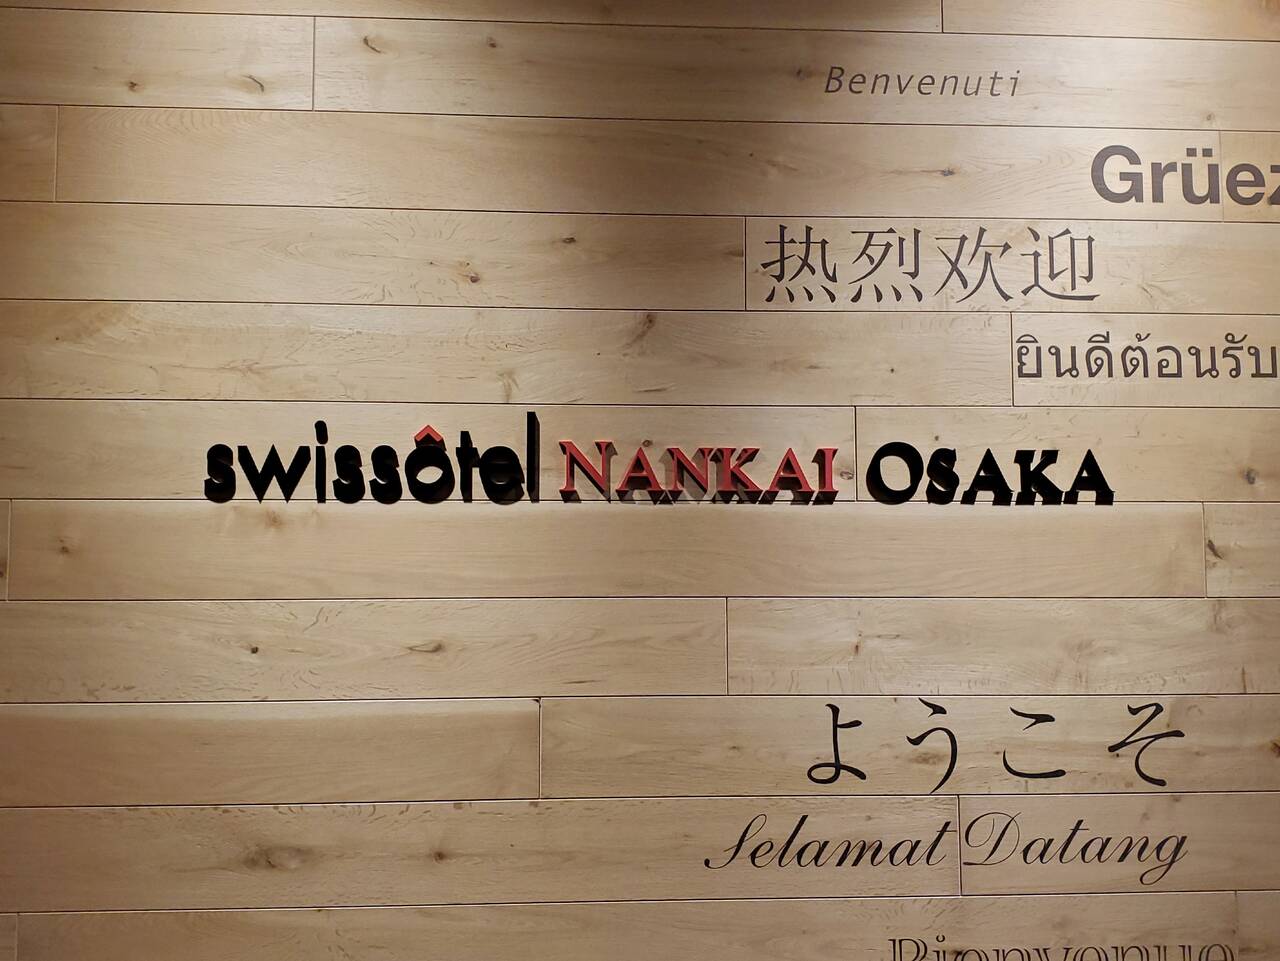 Benvenuti
Grüez
热烈欢迎
ยินดีต้อนรับ
swissôtel NANKAI OSAKA
ようこそ
Selamat Datang
Bienvenue